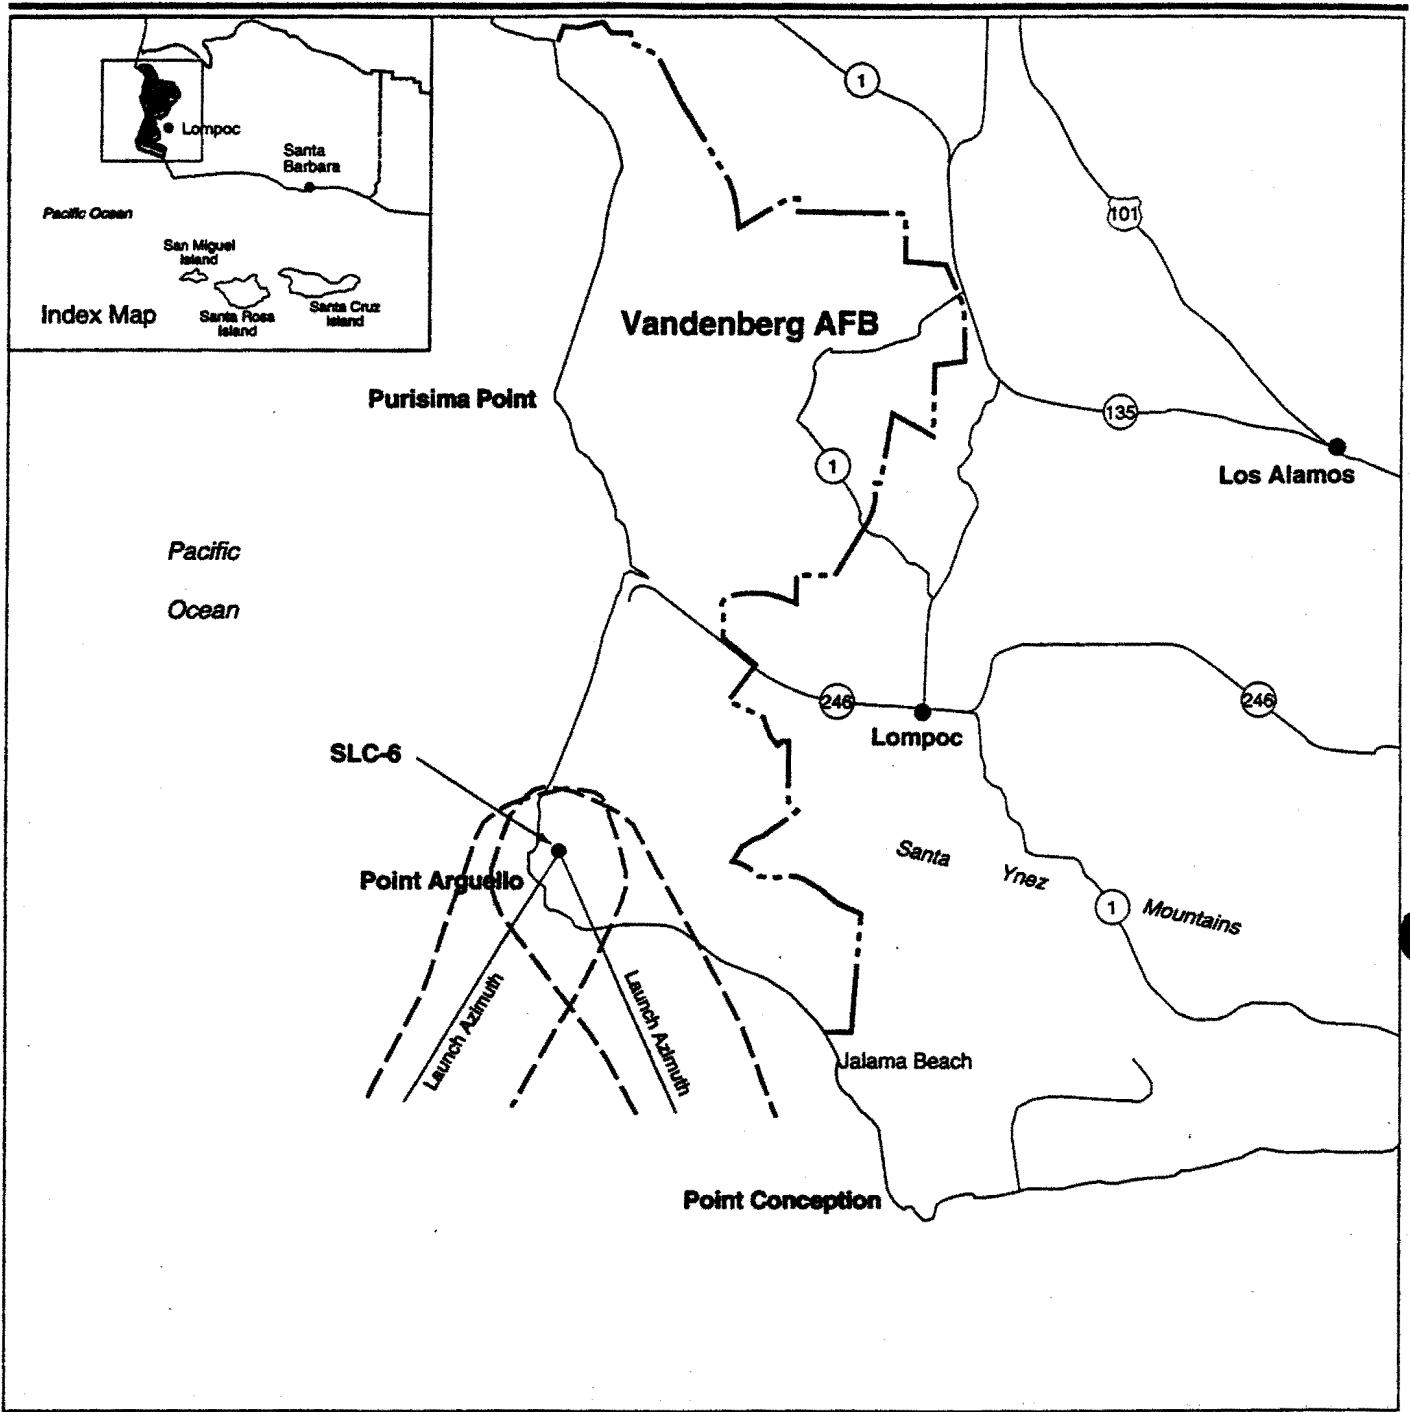 Lompoc
Santa
Barbara
Pacific Ocean
San Miguel
Island
Santa Rosa
Island
Santa Cruz
Island
Index Map
1
101
Vandenberg AFB
Purisima Point
135
1
Los Alamos
Pacific
Ocean
246
246
Lompoc
SLC-6
Santa
Ynez
Mountains
Point Arguello
1
Launch Azimuth
Launch Azimuth
Jalama Beach
Point Conception